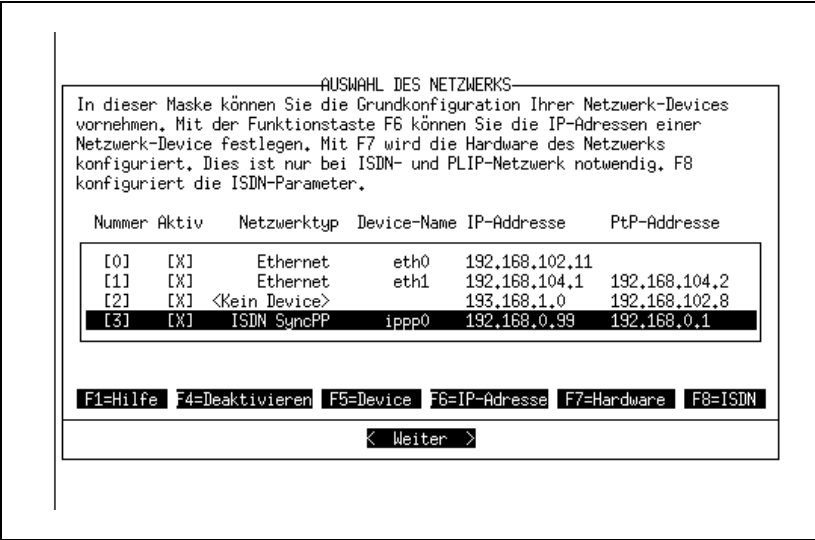 AUSWAHL DES NETZWERKS
In dieser Maske können Sie die Grundkonfiguration Ihrer Netzwerk-Devices
vornehmen. Mit der Funktionstaste F6 können Sie die IP-Adressen einer
Netzwerk-Device festlegen. Mit F7 wird die Hardware des Netzwerks
konfiguriert. Dies ist nur bei ISDN- und PLIP-Netzwerk notwendig. F8
konfiguriert die ISDN-Parameter.
Nummer Aktiv Netzwerktyp Device-Name IP-Addresse PtP-Addresse
[0] [X] Ethernet eth0 192.168.102.11
[1] [X] Ethernet eth1 192.168.104.1 192.168.104.2
[2] [X] <Kein Device> 193.168.1.0 192.168.102.8
[3] [X] ISDN SyncPP ippp0 192.168.0.99 192.168.0.1
F1=Hilfe F4=Deaktivieren F5=Device F6=IP-Adresse F7=Hardware F8=ISDN
< Weiter >